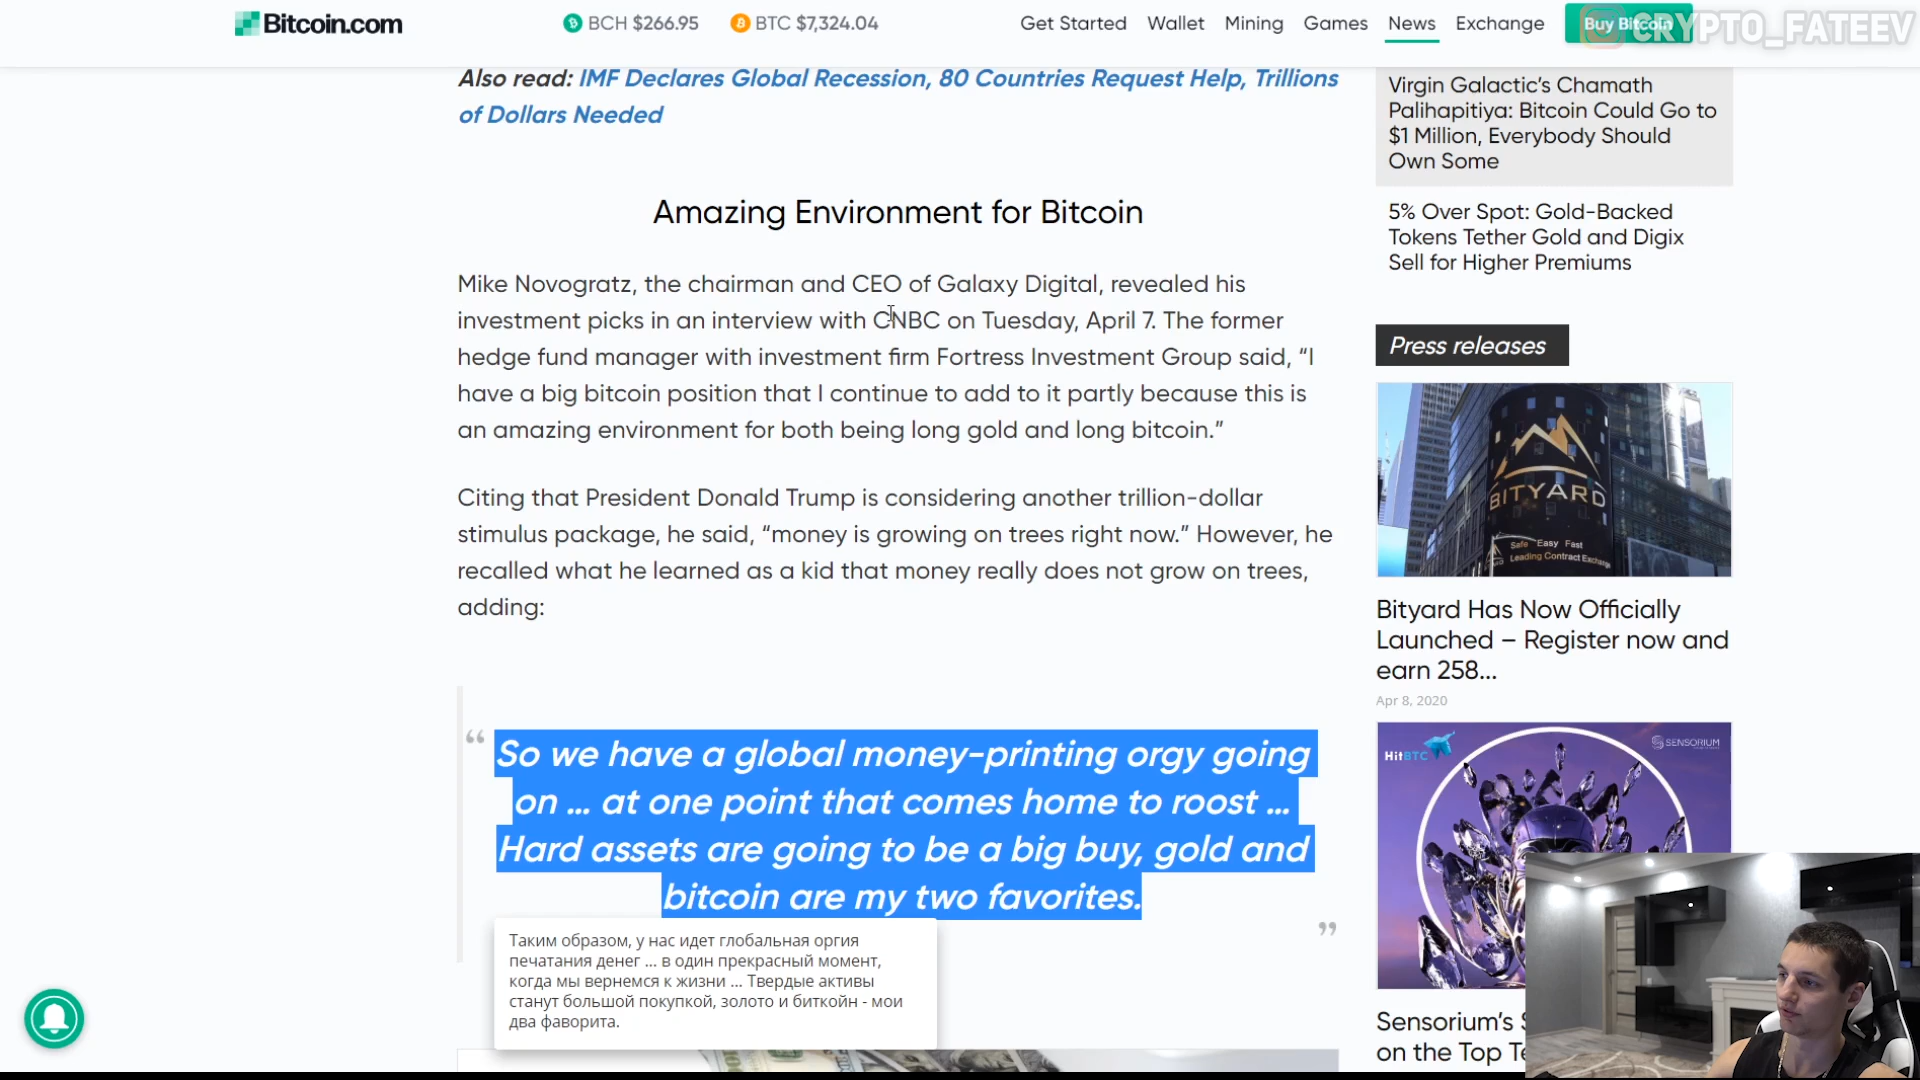 Bitcoin.com
BCH $266.95
BTC $7,324.04
Get Started
Wallet
Mining
Games
News
Exchange
Buy Bitcoin
CRYPTO_FATEEV
Also read: IMF Declares Global Recession, 80 Countries Request Help, Trillions
of Dollars Needed
Amazing Environment for Bitcoin
Mike Novogratz, the chairman and CEO of Galaxy Digital, revealed his
investment picks in an interview with CNBC on Tuesday, April 7. The former
hedge fund manager with investment firm Fortress Investment Group said, “I
have a big bitcoin position that I continue to add to it partly because this is
an amazing environment for both being long gold and long bitcoin.”
Citing that President Donald Trump is considering another trillion-dollar
stimulus package, he said, “money is growing on trees right now.” However, he
recalled what he learned as a kid that money really does not grow on trees,
adding:
“
So we have a global money-printing orgy going
on ... at one point that comes home to roost ...
Hard assets are going to be a big buy, gold and
bitcoin are my two favorites.
”
Таким образом, у нас идет глобальная оргия
печатания денег ... в один прекрасный момент,
когда мы вернемся к жизни ... Твердые активы
станут большой покупкой, золото и биткойн - мои
два фаворита.
Virgin Galactic’s Chamath
Palihapitiya: Bitcoin Could Go to
$1 Million, Everybody Should
Own Some
5% Over Spot: Gold-Backed
Tokens Tether Gold and Digix
Sell for Higher Premiums
Press releases
BITYARD
Safe Easy Fast
Leading Contract Exchange
Bityard Has Now Officially
Launched – Register now and
earn 258...
Apr 8, 2020
HitBTC
SENSORIUM
Sensorium’s
on the Top